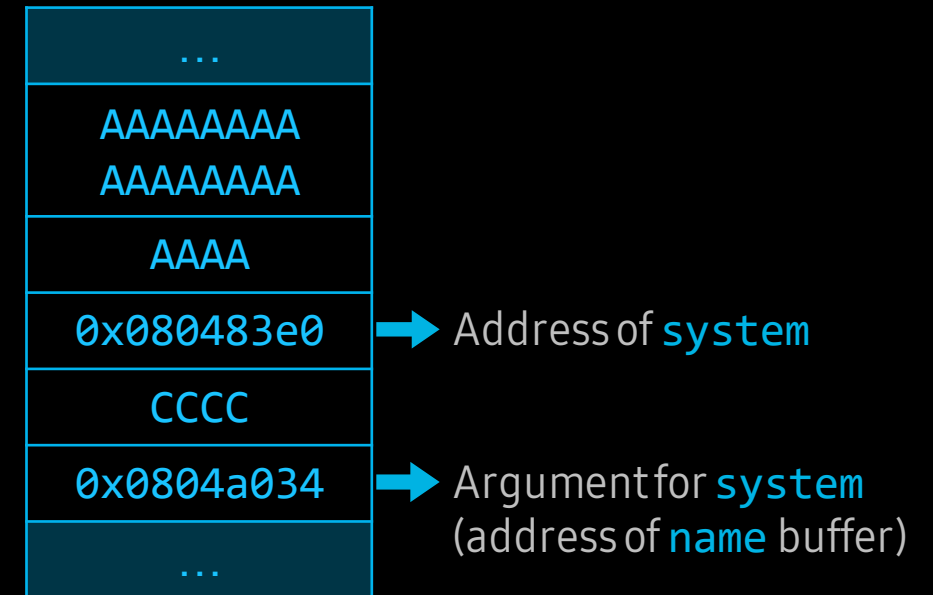 ...
AAAAAAAA
AAAAAAAA
AAAA
0x080483e0
Address of system
CCCC
0x0804a034
Argument for system
(address of name buffer)
...